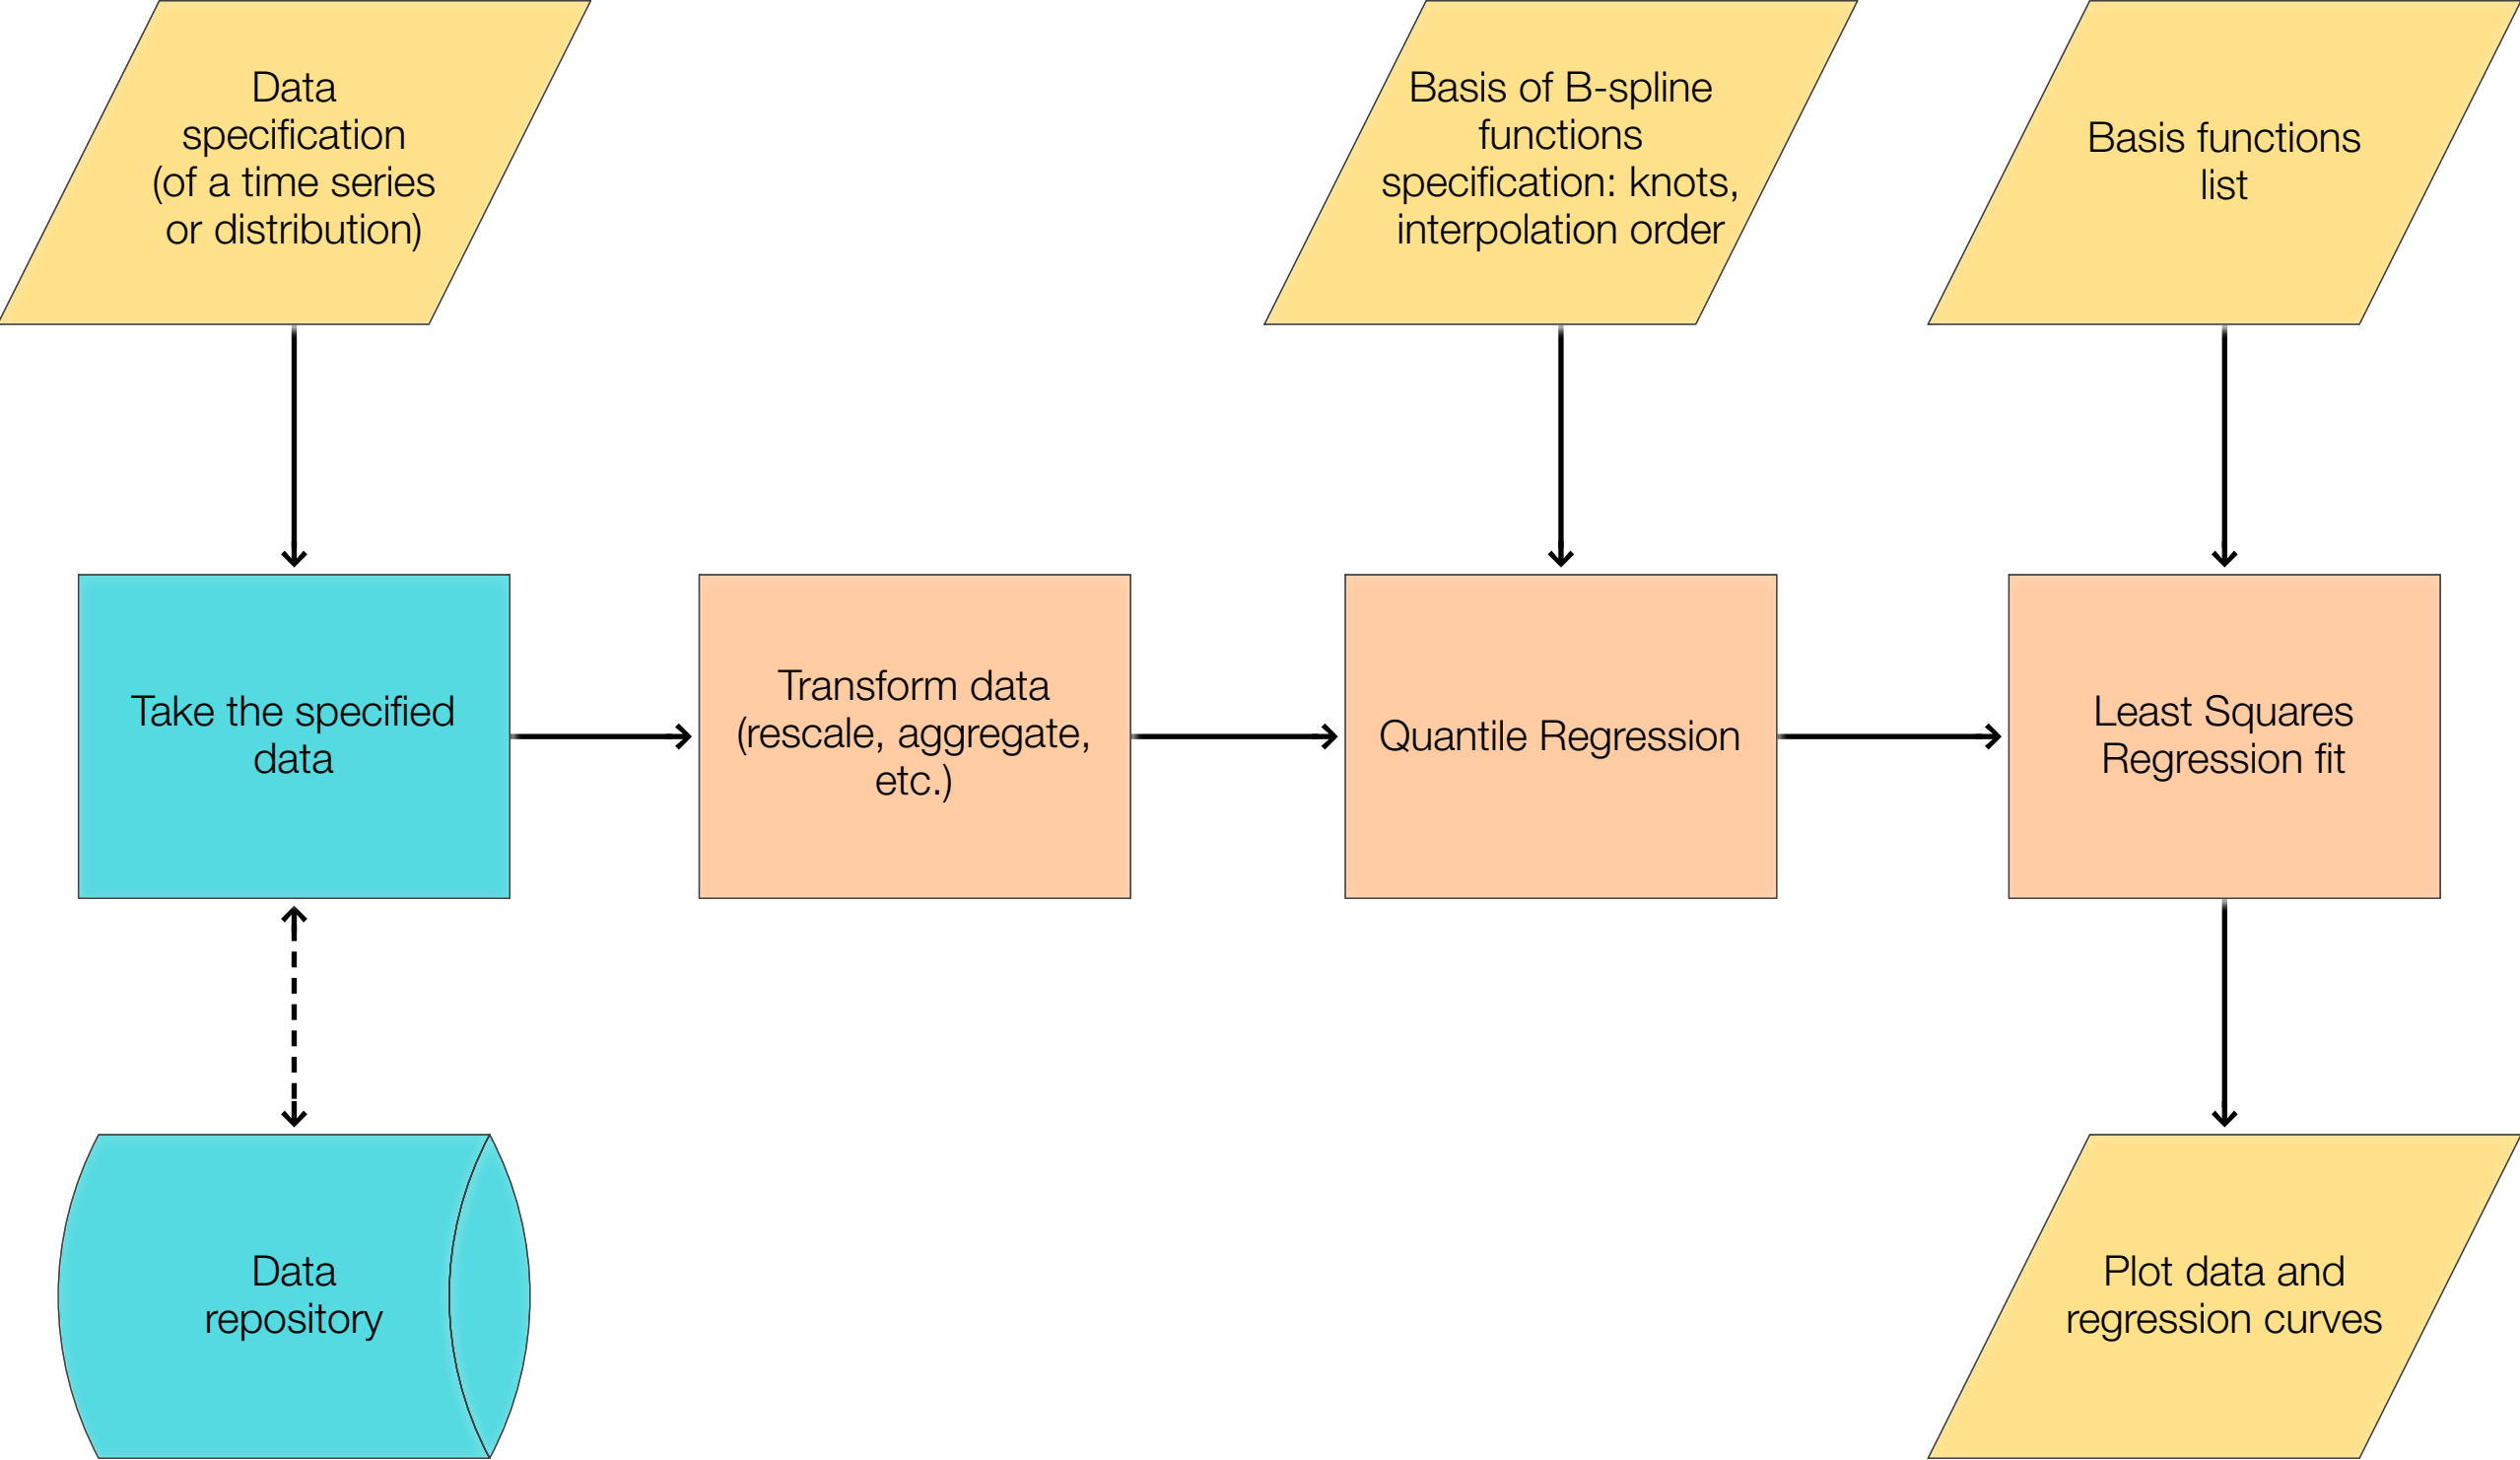 Data
specification
(of a time series
or distribution)
Basis of B-spline
functions
specification: knots,
interpolation order
Basis functions
list
Take the specified
data
Transform data
(rescale, aggregate,
etc.)
Quantile Regression
Least Squares
Regression fit
Data
repository
Plot data and
regression curves